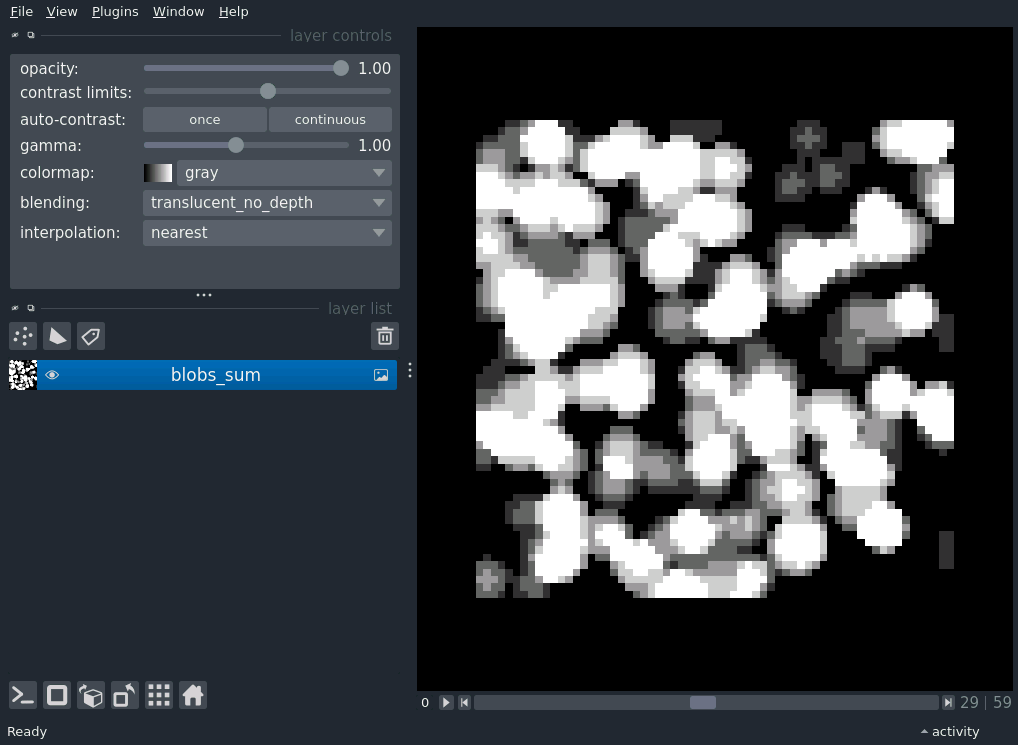 File View Plugins Window Help
layer controls
opacity: 1.00
contrast limits:
auto-contrast: once continuous
gamma: 1.00
colormap: gray
blending: translucent_no_depth
interpolation: nearest
layer list
blobs_sum
0 29 | 59
Ready activity